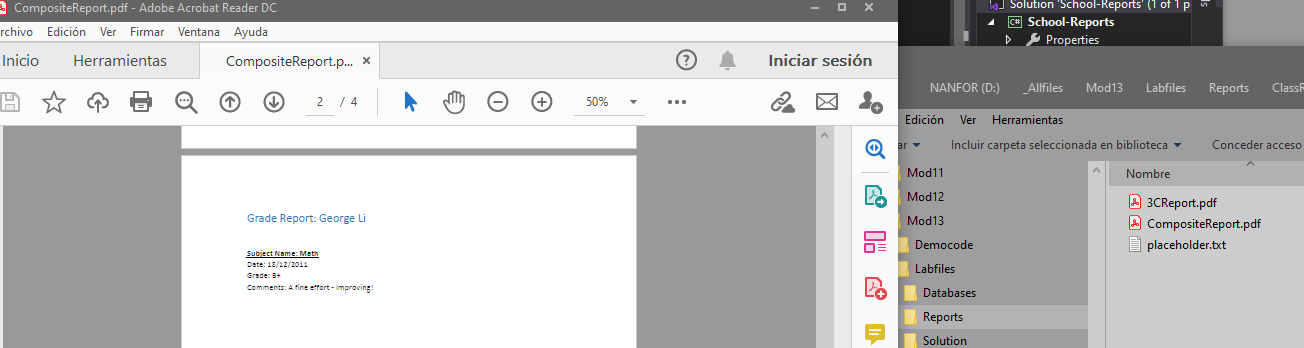 CompositeReport.pdf - Adobe Acrobat Reader DC
Archivo Edición Ver Firmar Ventana Ayuda
Inicio Herramientas CompositeReport.p... × Iniciar sesión
2 / 4 50%
Grade Report: George Li
Subject Name: Math
Date: 18/12/2011
Grade: B+
Comments: A fine effort - Improving!
Solution 'School-Reports' (1 of 1 p
School-Reports
Properties
NANFOR (D:) _Allfiles Mod13 Labfiles Reports ClassR
Edición Ver Herramientas
ar Incluir carpeta seleccionada en biblioteca Conceder acceso
Mod11
Mod12
Mod13
Democode
Labfiles
Databases
Reports
Solution
Nombre
3CReport.pdf
CompositeReport.pdf
placeholder.txt